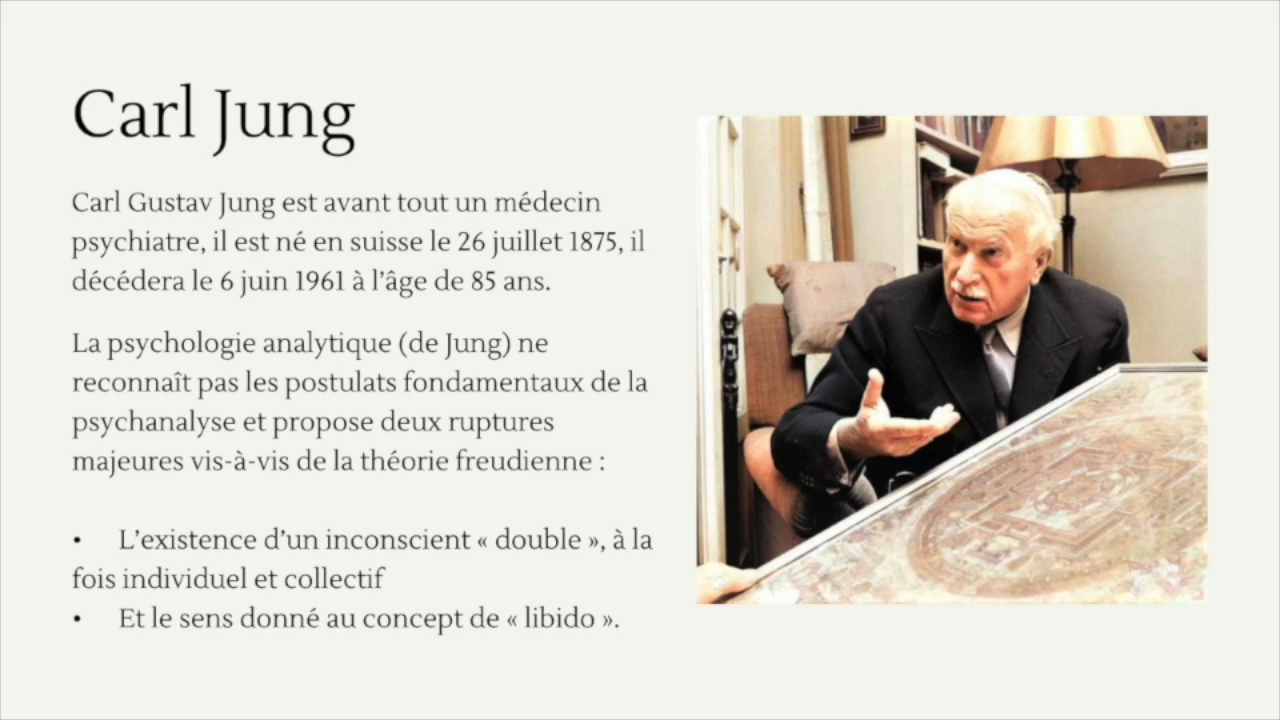 Carl Jung
Carl Gustav Jung est avant tout un médecin
psychiatre, il est né en suisse le 26 juillet 1875, il
décédera le 6 juin 1961 à l’âge de 85 ans.
La psychologie analytique (de Jung) ne
reconnaît pas les postulats fondamentaux de la
psychanalyse et propose deux ruptures
majeures vis-à-vis de la théorie freudienne :
• L’existence d’un inconscient « double », à la
fois individuel et collectif
• Et le sens donné au concept de « libido ».